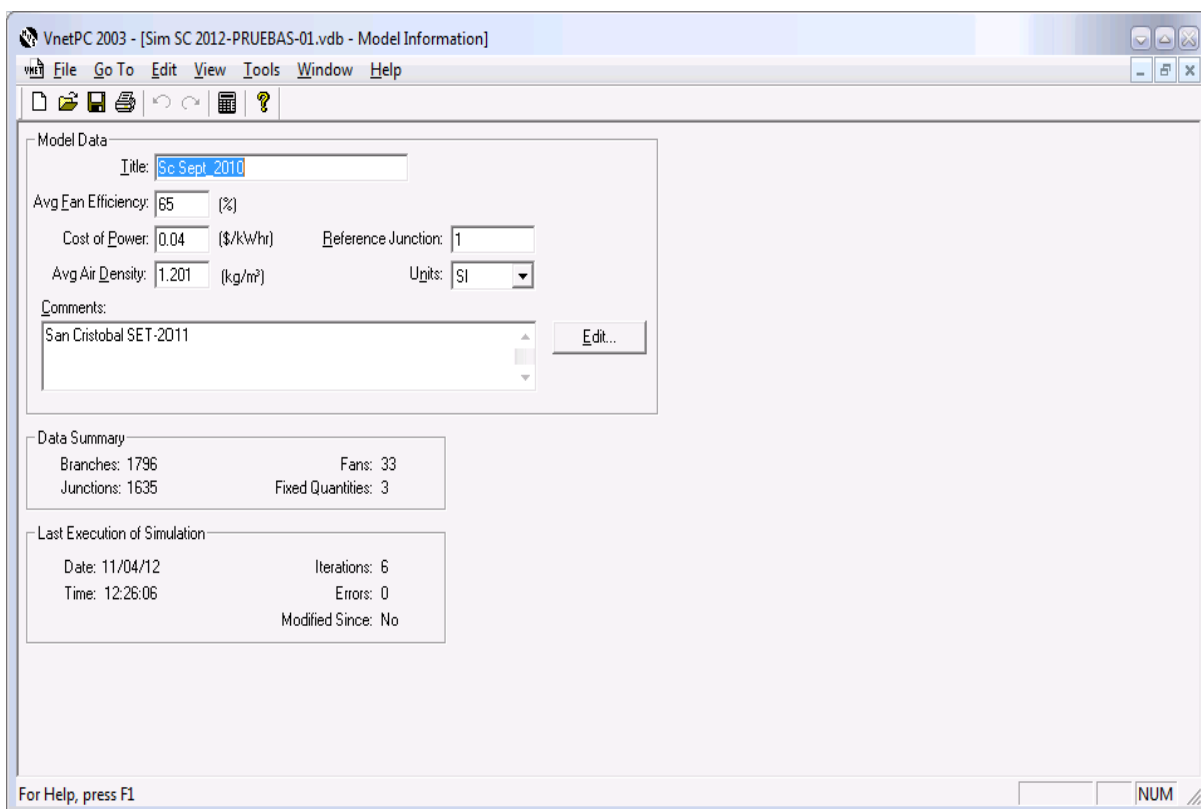 VnetPC 2003 - [Sim SC 2012-PRUEBAS-01.vdb - Model Information]
File Go To Edit View Tools Window Help
Model Data
Title: Sc Sept_2010
Avg Fan Efficiency: 65 (%)
Cost of Power: 0.04 ($/kWhr) Reference Junction: 1
Avg Air Density: 1.201 (kg/m³) Units: SI
Comments:
San Cristobal SET-2011
Edit...
Data Summary
Branches: 1796 Fans: 33
Junctions: 1635 Fixed Quantities: 3
Last Execution of Simulation
Date: 11/04/12 Iterations: 6
Time: 12:26:06 Errors: 0
Modified Since: No
For Help, press F1 NUM